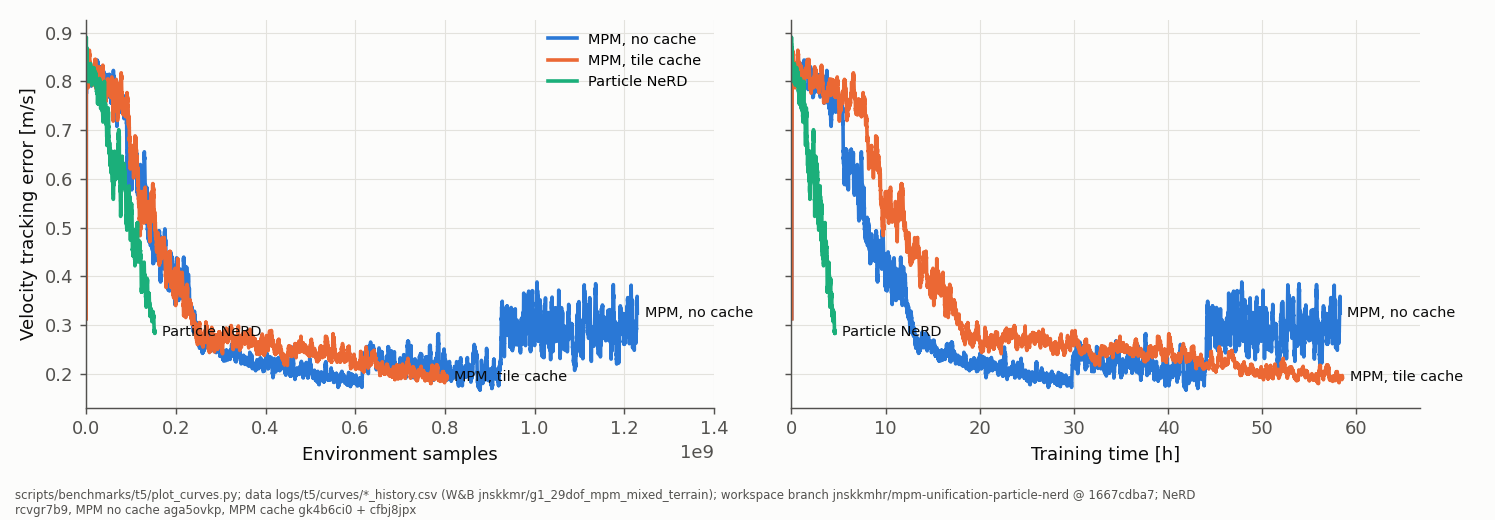 0.9
0.8
0.7
0.6
0.5
0.4
0.3
0.2
Velocity tracking error [m/s]
MPM, no cache
MPM, tile cache
Particle NeRD
Particle NeRD
MPM, no cache
MPM, tile cache
0.0 0.2 0.4 0.6 0.8 1.0 1.2 1.4
1e9
Environment samples
Particle NeRD
MPM, no cache
MPM, tile cache
0 10 20 30 40 50 60
Training time [h]
scripts/benchmarks/t5/plot_curves.py; data logs/t5/curves/*_history.csv (W&B jnskkmr/g1_29dof_mpm_mixed_terrain); workspace branch jnskkmhr/mpm-unification-particle-nerd @ 1667cdba7; NeRD
rcvgr7b9, MPM no cache aga5ovkp, MPM cache gk4b6ci0 + cfbj8jpx